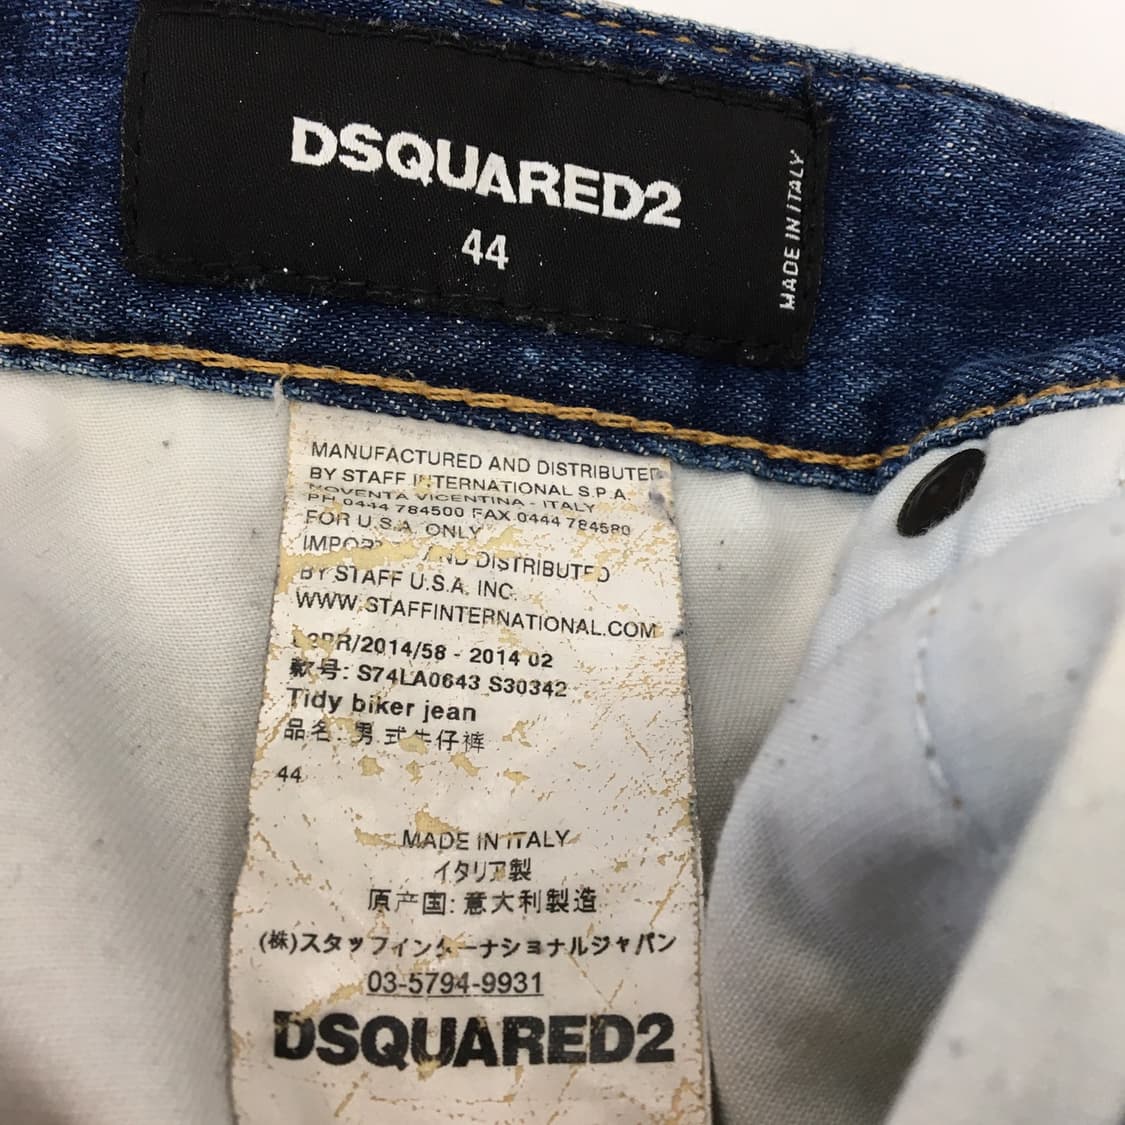 DSQUARED2
44
MADE IN ITALY
MANUFACTURED AND DISTRIBUTED
BY STAFF INTERNATIONAL S.P.A.
NOVENTA VICENTINA - ITALY
PH 0444 784500 FAX 0444 784580
FOR U.S.A. ONLY
AND DISTRIBUTED
BY STAFF U.S.A. INC.
WWW.STAFFINTERNATIONAL.COM
/2014/58 - 2014 02
款号: S74LA0643 S30342
Tidy biker jean
品名: 男式牛仔裤
44
MADE IN ITALY
イタリア製
原产国: 意大利製造
(株)スタッフインターナショナルジャパン
03-5794-9931
DSQUARED2